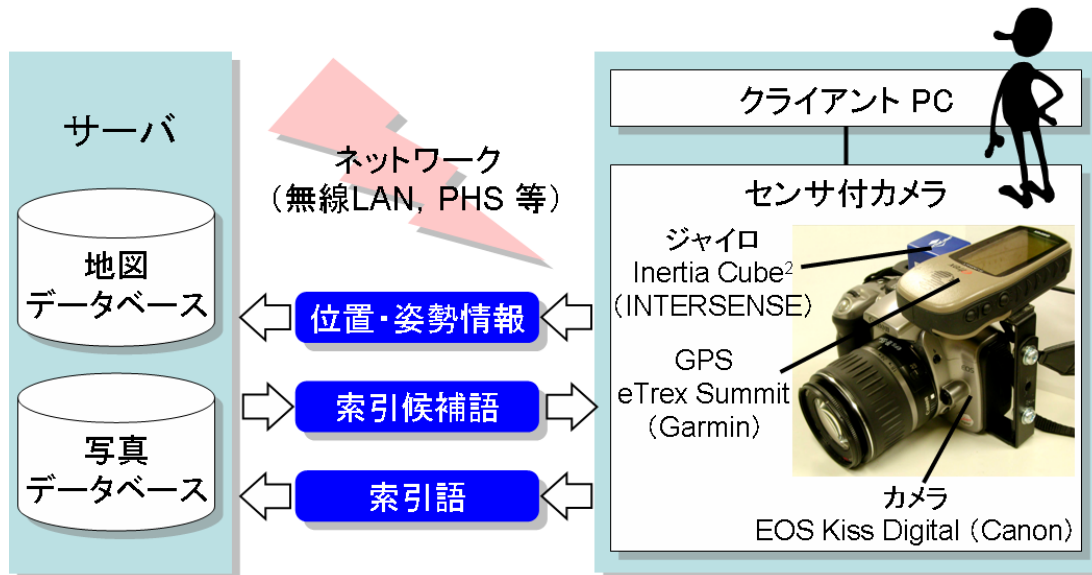 サーバ
地図
データベース
写真
データベース
ネットワーク
（無線LAN, PHS 等）
位置・姿勢情報
索引候補語
索引語
クライアント PC
センサ付カメラ
ジャイロ
Inertia Cube²
（INTERSENSE）
GPS
eTrex Summit
（Garmin）
カメラ
EOS Kiss Digital （Canon）